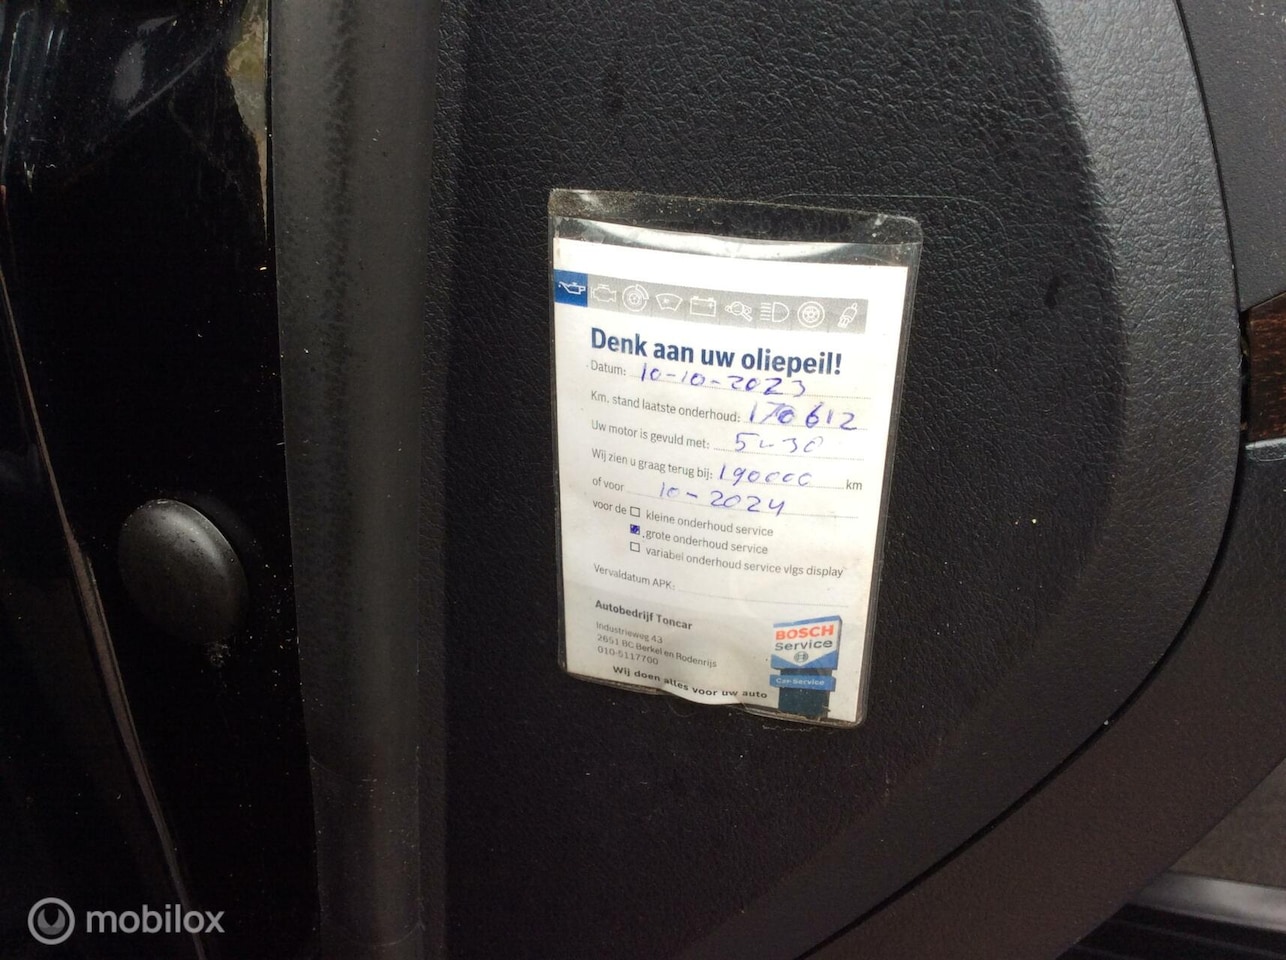 Denk aan uw oliepeil!
Datum: 10-10-2023
Km. stand laatste onderhoud: 170612
Uw motor is gevuld met: 5w30
Wij zien u graag terug bij: 190000 km
of voor 10-2024
voor de kleine onderhoud service
grote onderhoud service
variabel onderhoud service vlgs display
Vervaldatum APK:
Autobedrijf Toncar
Industrieweg 43
2651 BC Berkel en Rodenrijs
010-5117700
Wij doen alles voor uw auto
BOSCH
Service
Car Service
mobilox